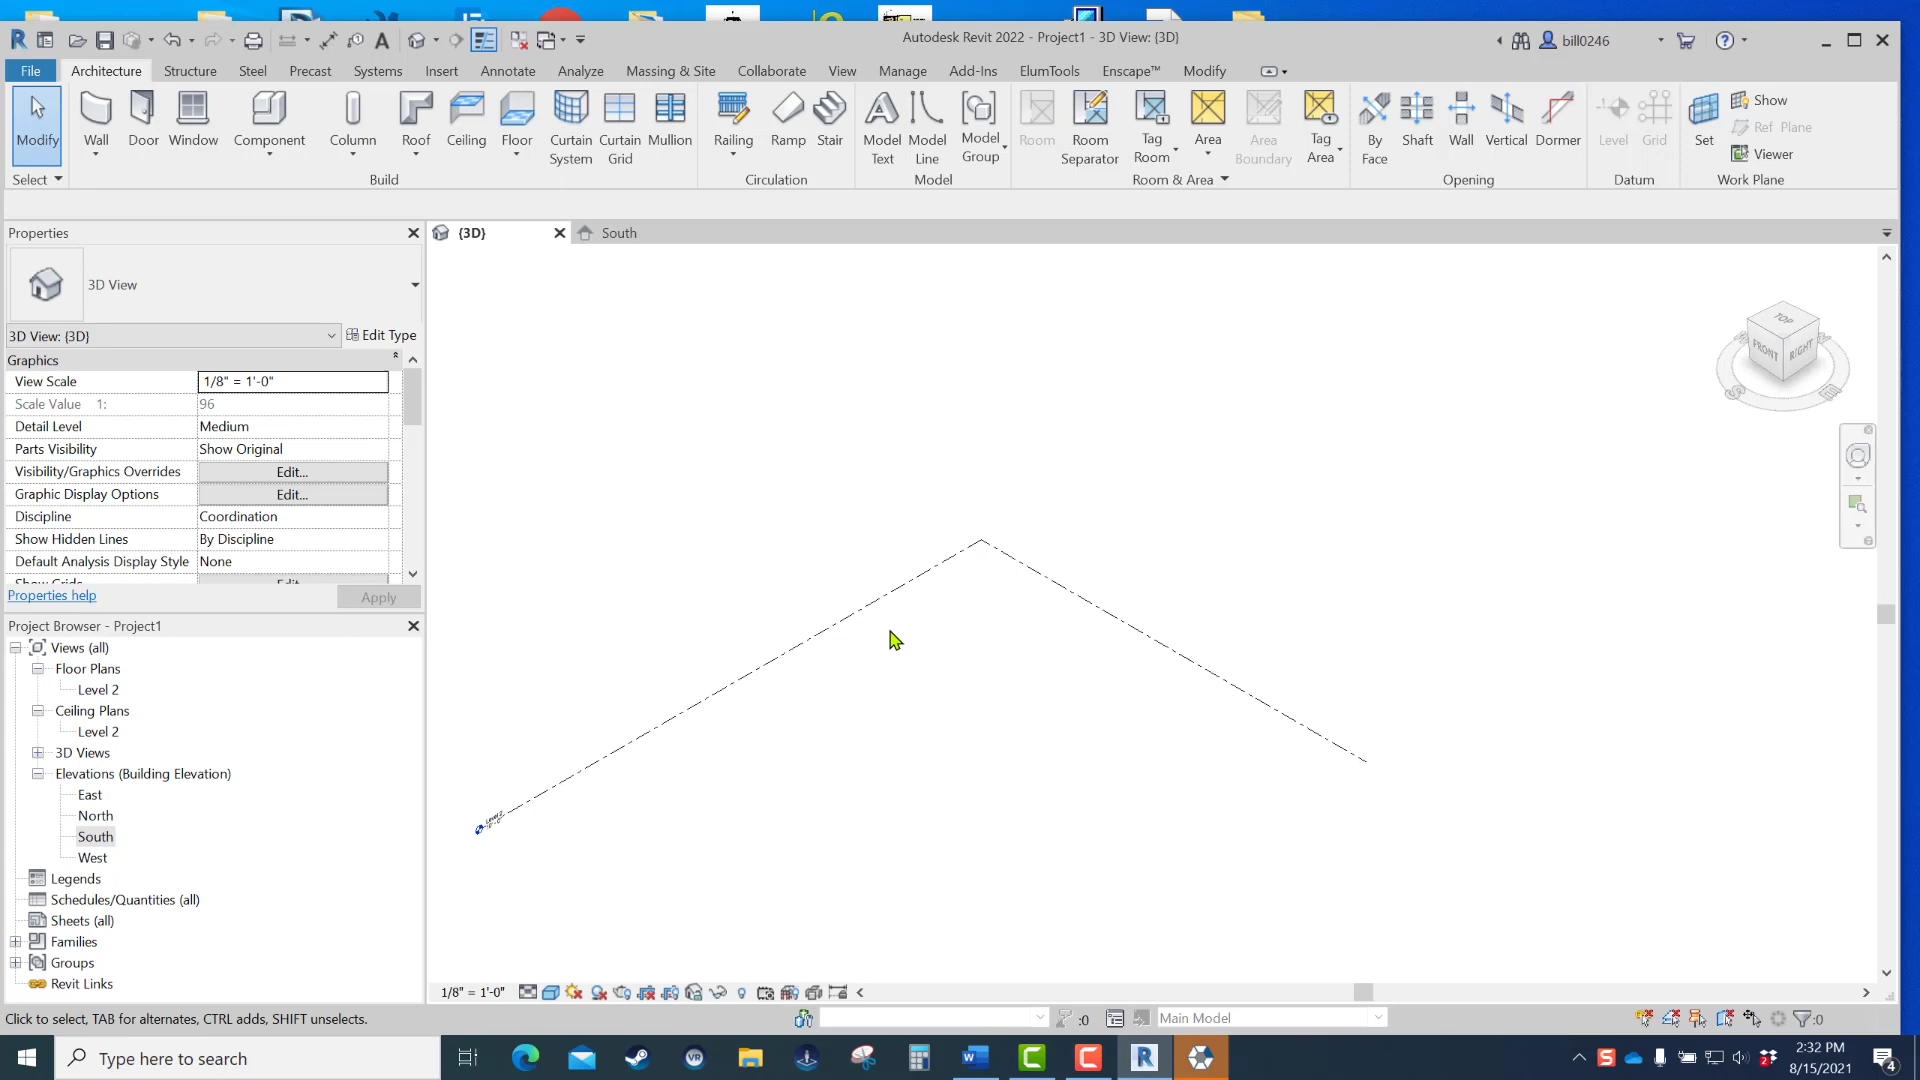 Autodesk Revit 2022 - Project1 - 3D View: {3D}
bill0246
File Architecture Structure Steel Precast Systems Insert Annotate Analyze Massing & Site Collaborate View Manage Add-Ins ElumTools Enscape™ Modify
Modify
Wall
Door
Window
Component
Column
Roof
Ceiling
Floor
Curtain System
Curtain Grid
Mullion
Railing
Ramp
Stair
Model Text
Model Line
Model Group
Room
Room Separator
Tag Room
Area
Area Boundary
Tag Area
By Face
Shaft
Wall
Vertical
Dormer
Level
Grid
Set
Show
Ref Plane
Viewer
Select
Build
Circulation
Model
Room & Area
Opening
Datum
Work Plane
Properties
{3D}
South
3D View
3D View: {3D}
Edit Type
Graphics
View Scale 1/8" = 1'-0"
Scale Value 1: 96
Detail Level Medium
Parts Visibility Show Original
Visibility/Graphics Overrides Edit...
Graphic Display Options Edit...
Discipline Coordination
Show Hidden Lines By Discipline
Default Analysis Display Style None
Show Grids Edit...
Properties help
Apply
Project Browser - Project1
Views (all)
Floor Plans
Level 2
Ceiling Plans
Level 2
3D Views
Elevations (Building Elevation)
East
North
South
West
Legends
Schedules/Quantities (all)
Sheets (all)
Families
Groups
Revit Links
TOP
FRONT
RIGHT
S
E
Level 2
1/8" = 1'-0"
Click to select, TAB for alternates, CTRL adds, SHIFT unselects.
:0
Main Model
:0
Type here to search
2:32 PM
8/15/2021
4